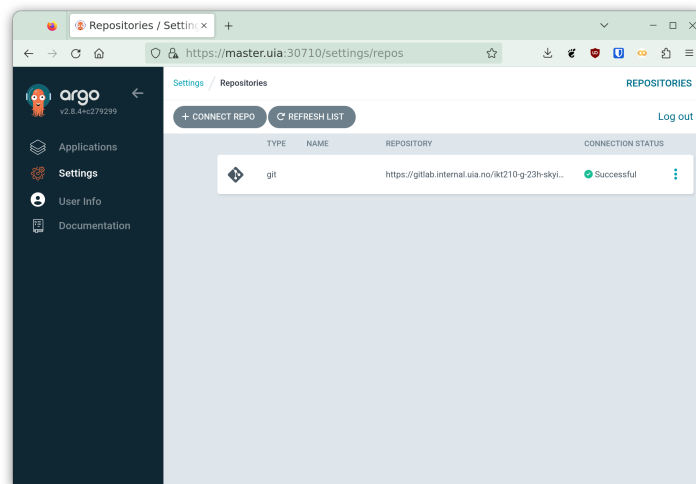 Repositories / Setting
https://master.uia:30710/settings/repos
argo
v2.8.4+c279299
Applications
Settings
User Info
Documentation
Settings / Repositories
REPOSITORIES
+ CONNECT REPO
REFRESH LIST
Log out
TYPE NAME REPOSITORY CONNECTION STATUS
git https://gitlab.internal.uia.no/ikt210-g-23h-skyi... Successful